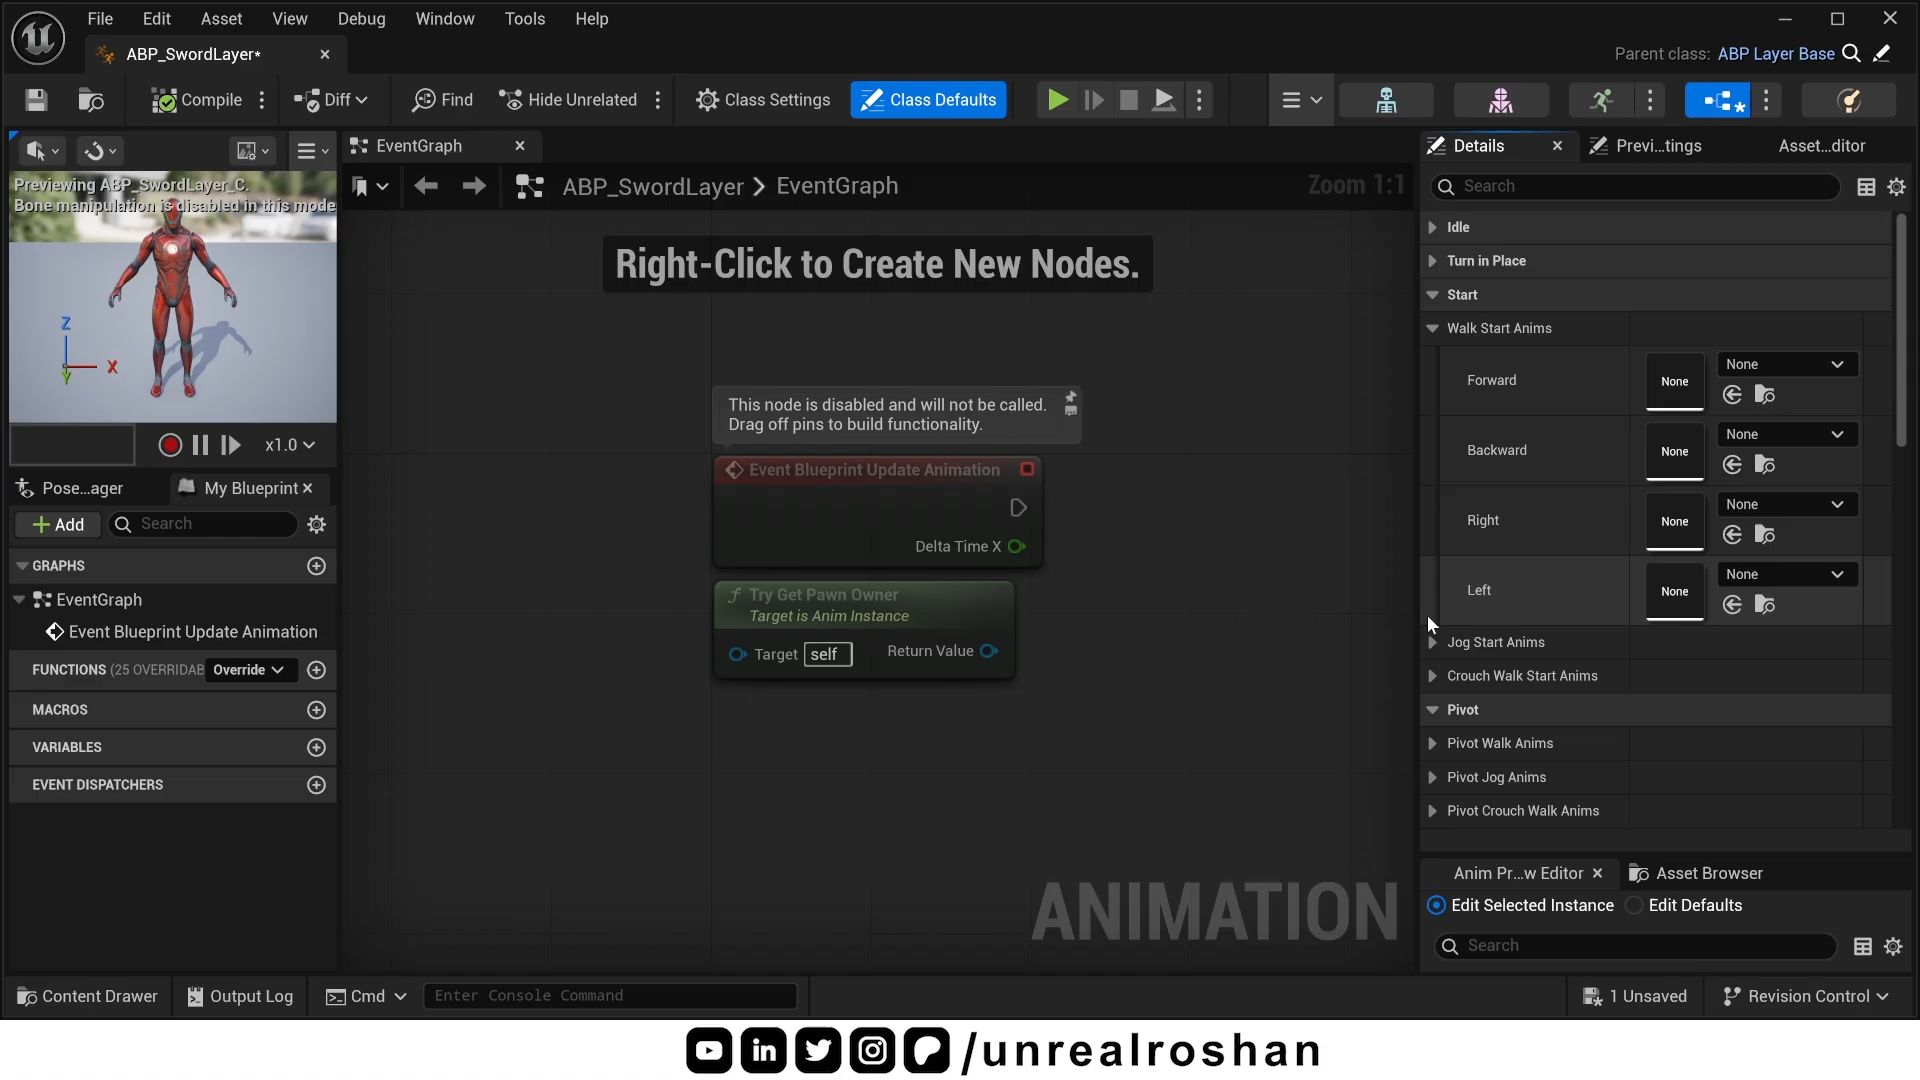 File Edit Asset View Debug Window Tools Help
ABP_SwordLayer*
Parent class: ABP Layer Base
Compile Diff Find Hide Unrelated Class Settings Class Defaults
Previewing ABP_SwordLayer_C.
Bone manipulation is disabled in this mode
Z
X
Y
x1.0
Pose...ager My Blueprint
Add Search
GRAPHS
EventGraph
Event Blueprint Update Animation
FUNCTIONS (25 OVERRIDAB Override
MACROS
VARIABLES
EVENT DISPATCHERS
EventGraph
ABP_SwordLayer > EventGraph Zoom 1:1
Right-Click to Create New Nodes.
This node is disabled and will not be called.
Drag off pins to build functionality.
Event Blueprint Update Animation
Delta Time X
f Try Get Pawn Owner
Target is Anim Instance
Target self Return Value
ANIMATION
Details Previ...tings Asset...ditor
Search
Idle
Turn in Place
Start
Walk Start Anims
Forward None None
Backward None None
Right None None
Left None None
Jog Start Anims
Crouch Walk Start Anims
Pivot
Pivot Walk Anims
Pivot Jog Anims
Pivot Crouch Walk Anims
Anim Pr...w Editor Asset Browser
Edit Selected Instance Edit Defaults
Search
Content Drawer Output Log Cmd Enter Console Command 1 Unsaved Revision Control
/unrealroshan